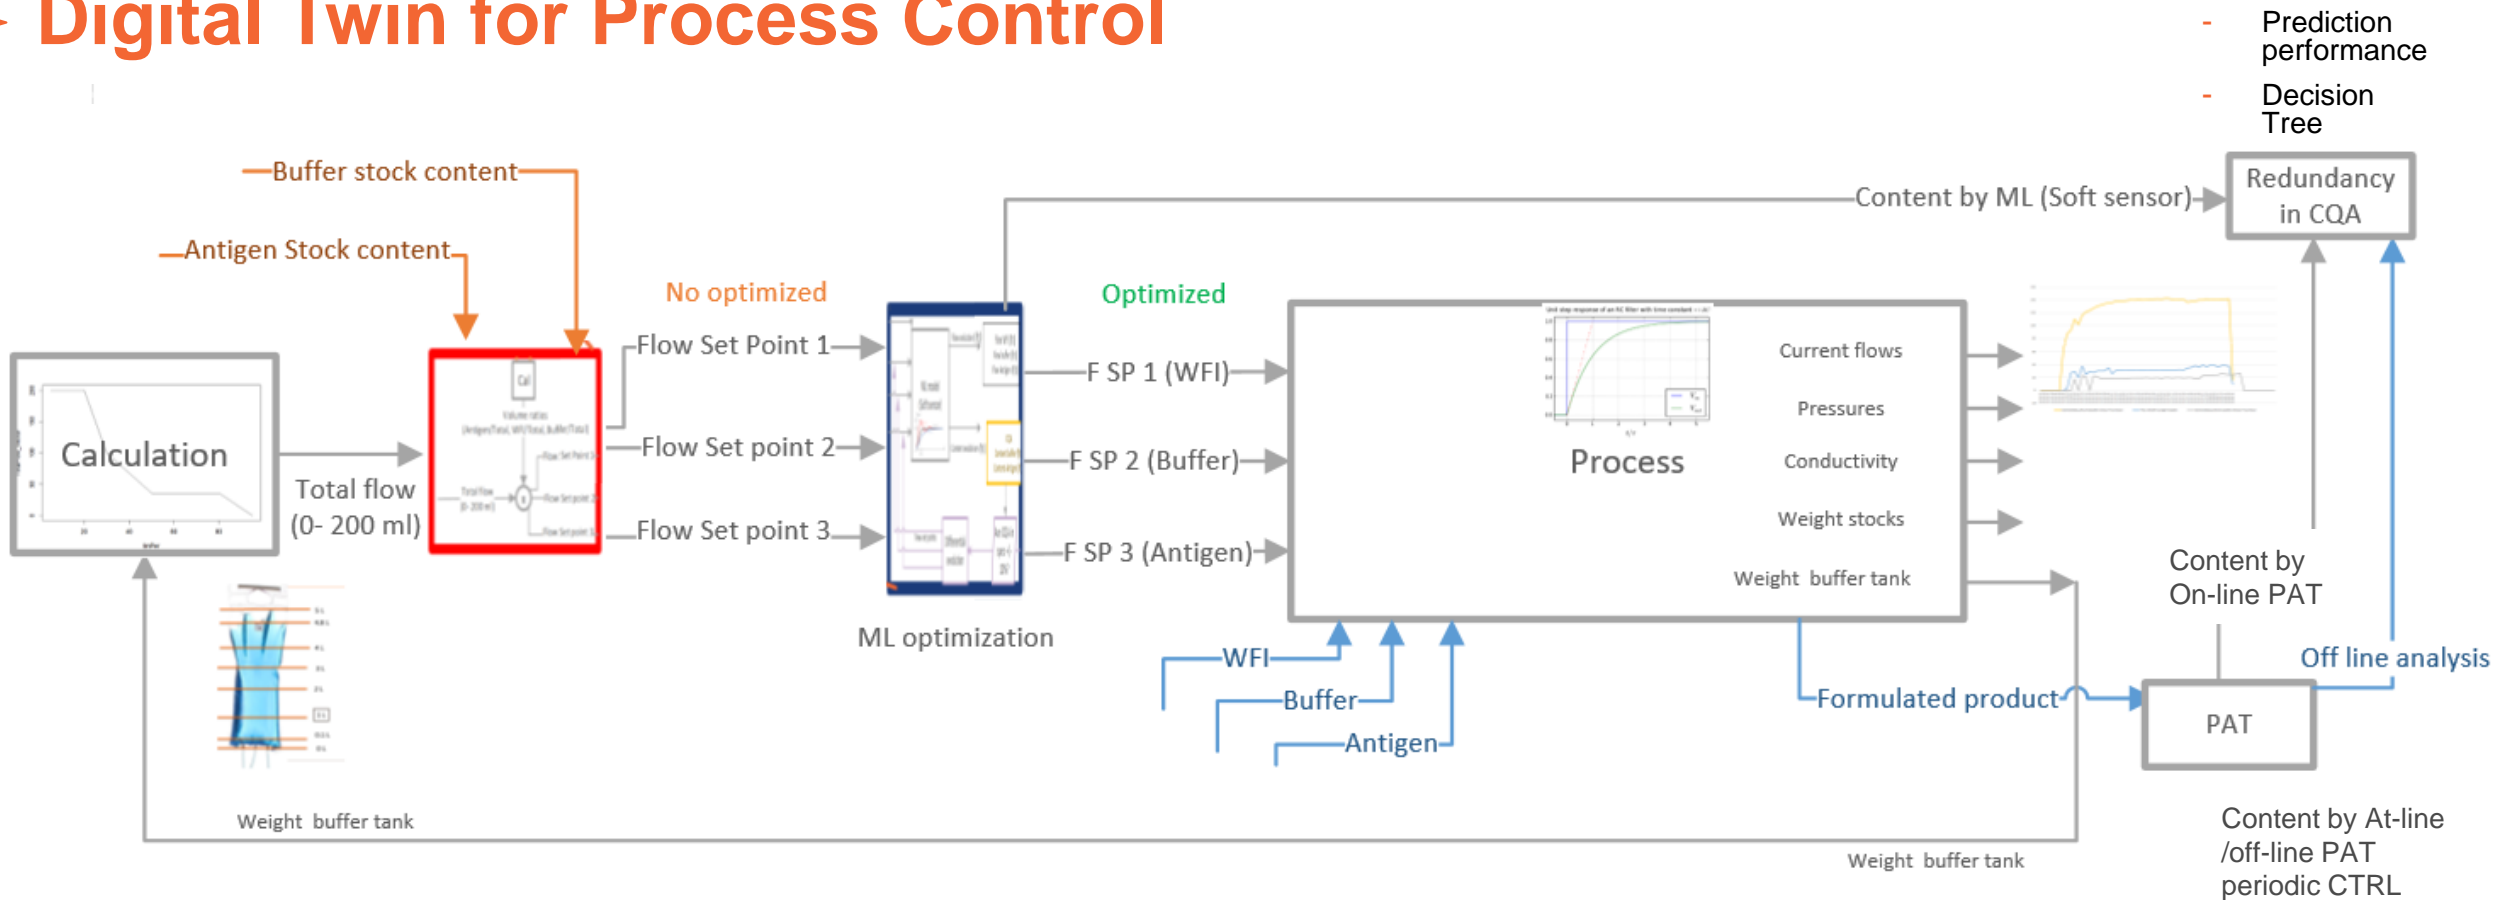 Digital Twin for Process Control
- Prediction
performance
- Decision
Tree
Buffer stock content
Antigen Stock content
No optimized
Optimized
Content by ML (Soft sensor)
Redundancy
in CQA
Calculation
Total flow
(0- 200 ml)
Cal
Volume ratios
Flow Set Point 1
Flow Set point 2
Flow Set point 3
ML optimization
F SP 1 (WFI)
F SP 2 (Buffer)
F SP 3 (Antigen)
Process
Current flows
Pressures
Conductivity
Weight stocks
Weight buffer tank
WFI
Buffer
Antigen
Formulated product
Content by
On-line PAT
Off line analysis
PAT
Content by At-line
/off-line PAT
periodic CTRL
Weight buffer tank
Weight buffer tank